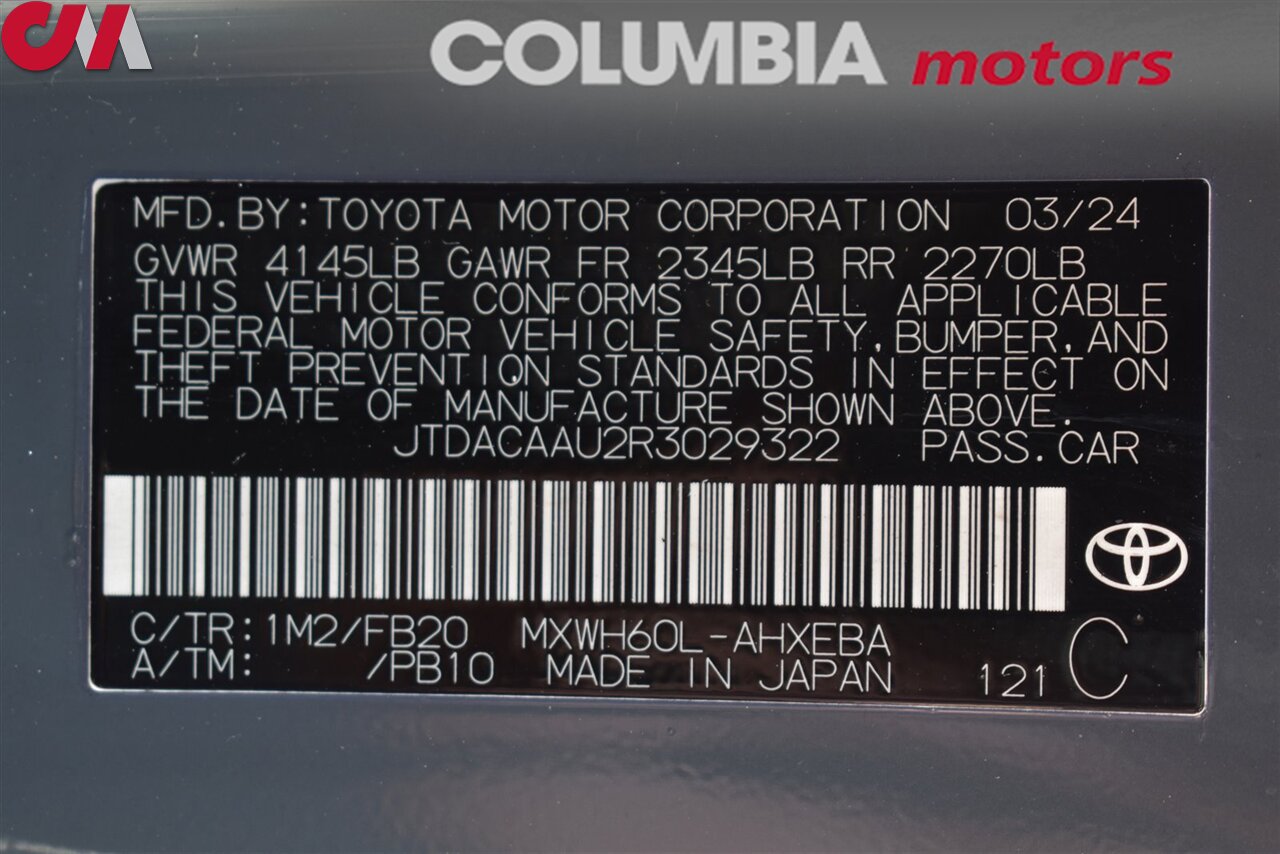 CM
COLUMBIA motors
MFD. BY: TOYOTA MOTOR CORPORATION 03/24
GVWR 4145LB GAWR FR 2345LB RR 2270LB
THIS VEHICLE CONFORMS TO ALL APPLICABLE
FEDERAL MOTOR VEHICLE SAFETY, BUMPER, AND
THEFT PREVENTION STANDARDS IN EFFECT ON
THE DATE OF MANUFACTURE SHOWN ABOVE.
JTDACAAU2R3029322 PASS. CAR
C/TR: 1M2/FB20 MXWH60L-AHXEBA
A/TM: /PB10 MADE IN JAPAN 121 C